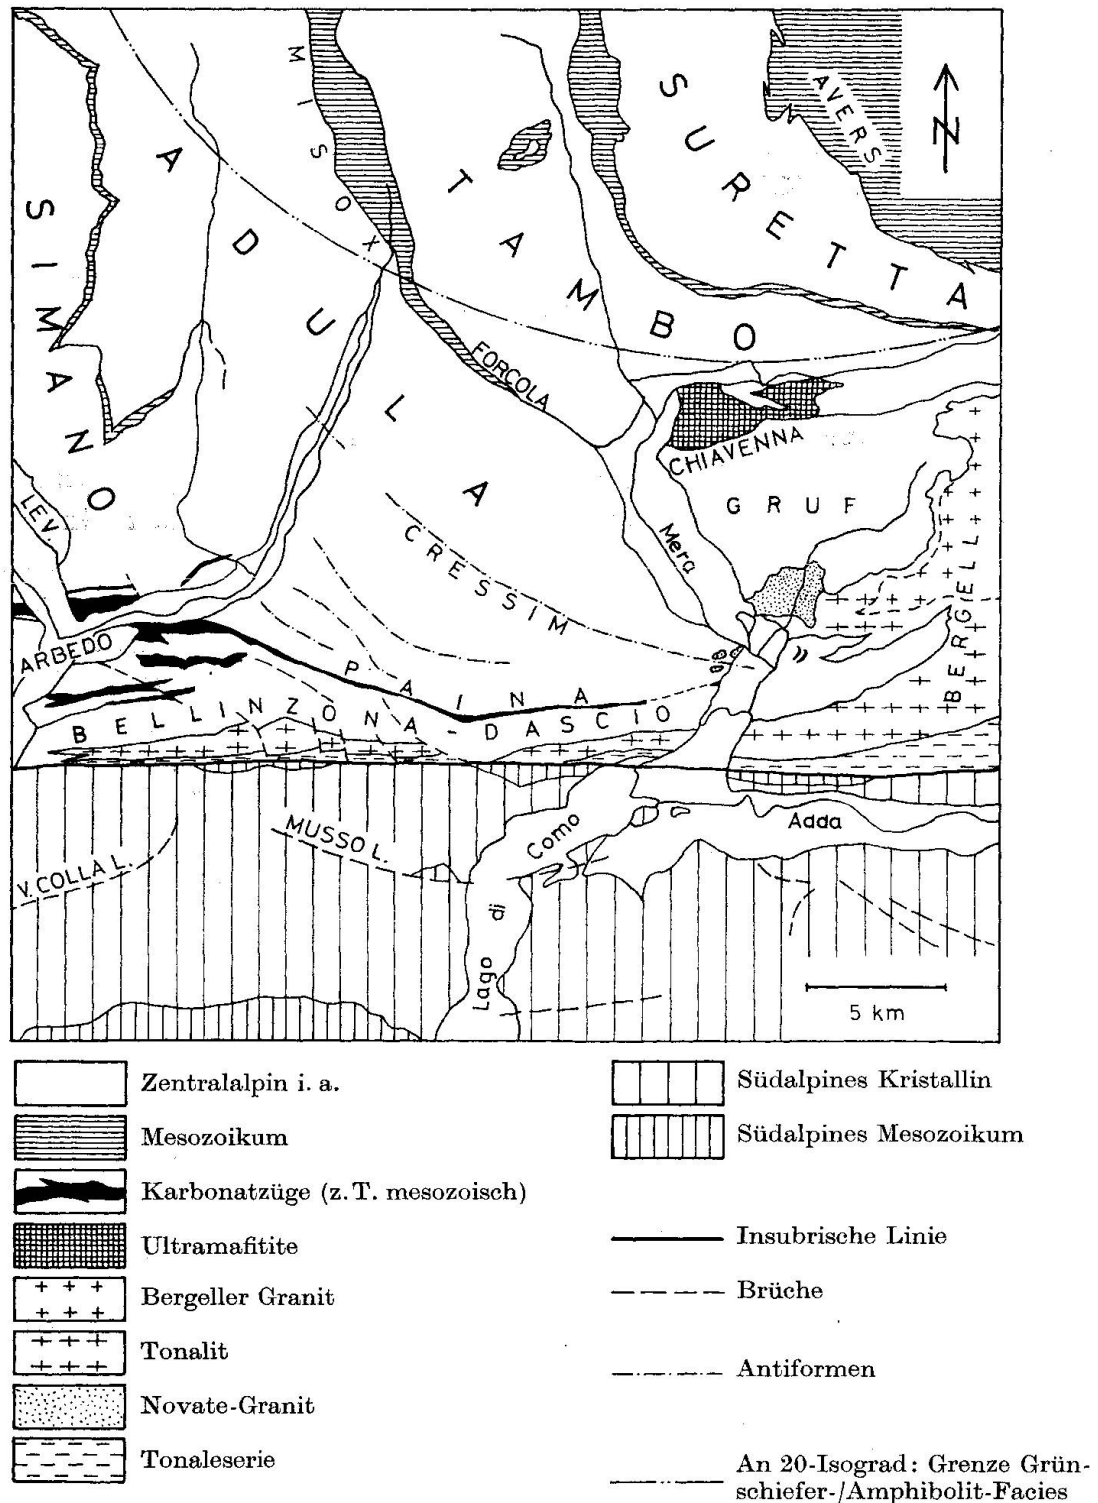 MISOX
SURETTA
AVERS
N
ADULA
TAMBO
SIMANO
FORCOLA
CHIAVENNA
GRUF
LEV.
CRESSIM
Mera
BERGELL
ARBEDO
PAINA
BELLINZONA - DASCIO
MUSSO L.
V. COLLA L.
Lago di Como
Adda
5 km
Zentralalpin i. a.
Mesozoikum
Karbonatzüge (z. T. mesozoisch)
Ultramafitite
Bergeller Granit
Tonalit
Novate-Granit
Tonaleserie
Südalpines Kristallin
Südalpines Mesozoikum
Insubrische Linie
Brüche
Antiformen
An 20-Isograd: Grenze Grün-
schiefer-/Amphibolit-Facies